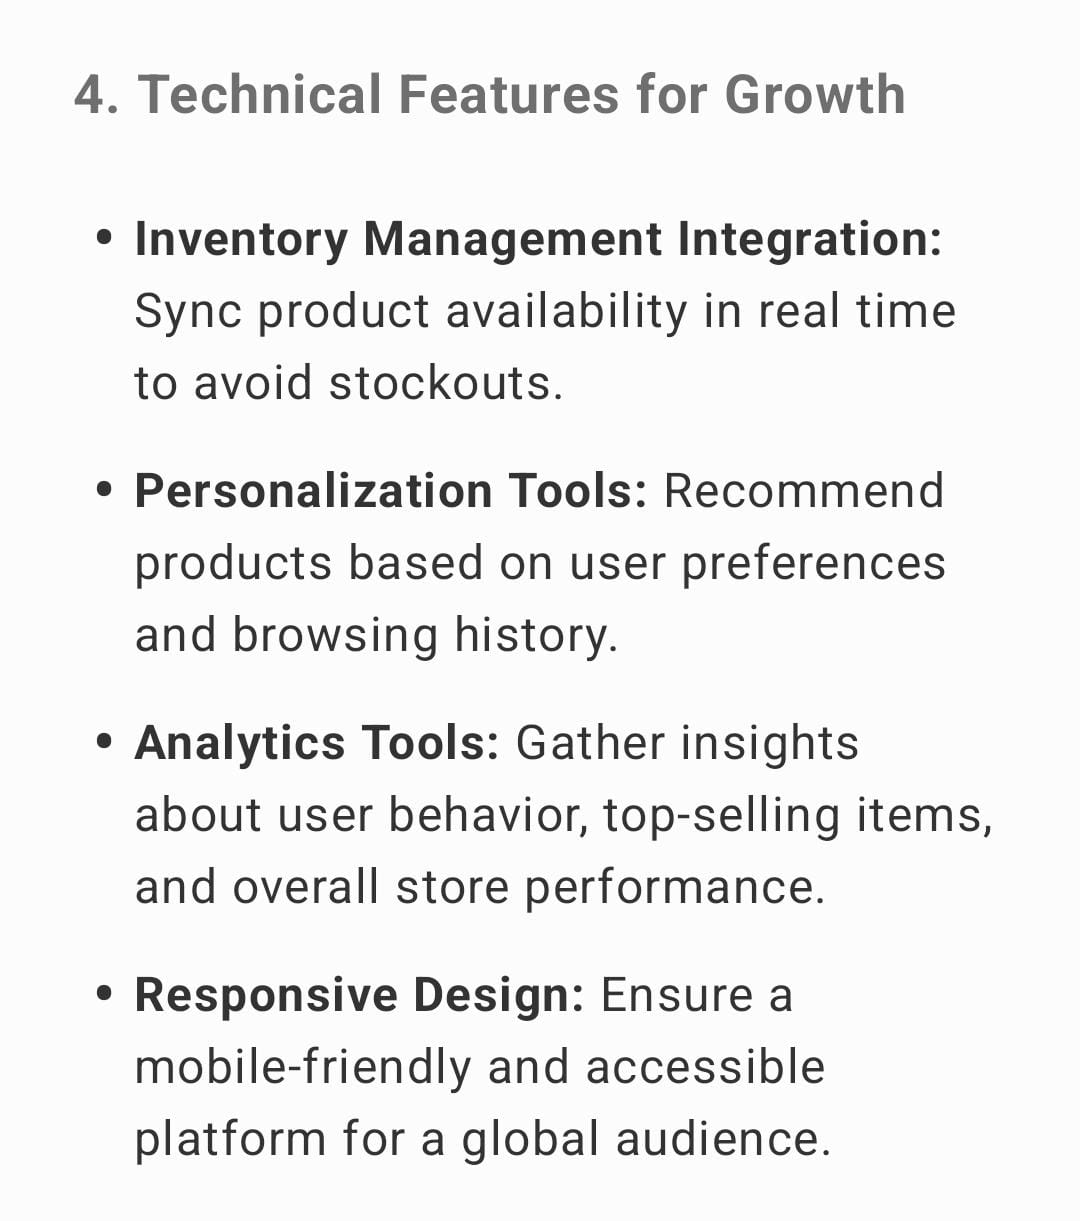 4. Technical Features for Growth
• Inventory Management Integration:
Sync product availability in real time
to avoid stockouts.
• Personalization Tools: Recommend
products based on user preferences
and browsing history.
• Analytics Tools: Gather insights
about user behavior, top-selling items,
and overall store performance.
• Responsive Design: Ensure a
mobile-friendly and accessible
platform for a global audience.